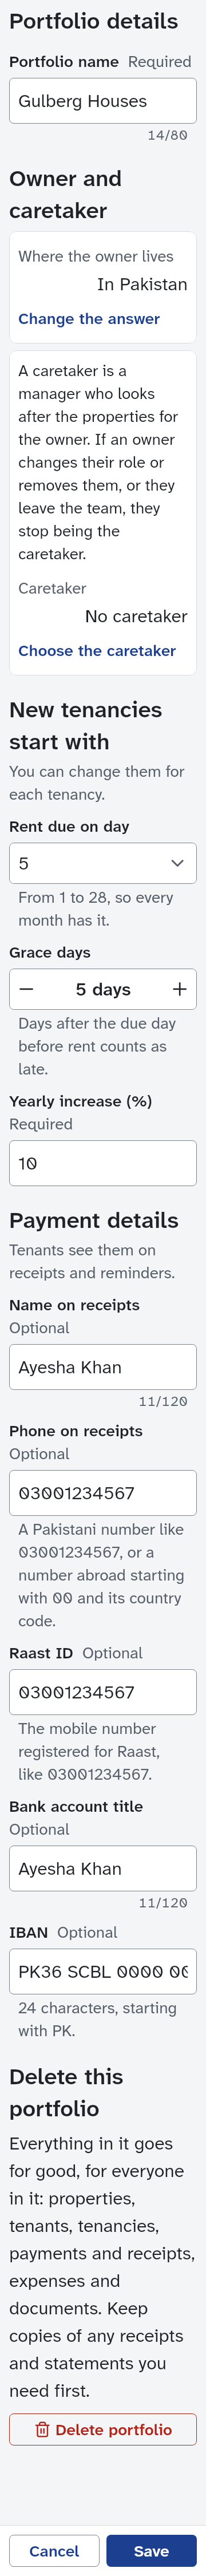 Portfolio details
Portfolio name Required
Gulberg Houses
14/80
Owner and
caretaker
Where the owner lives
In Pakistan
Change the answer
A caretaker is a
manager who looks
after the properties for
the owner. If an owner
changes their role or
removes them, or they
leave the team, they
stop being the
caretaker.
Caretaker
No caretaker
Choose the caretaker
New tenancies
start with
You can change them for
each tenancy.
Rent due on day
5
From 1 to 28, so every
month has it.
Grace days
5 days
Days after the due day
before rent counts as
late.
Yearly increase (%)
Required
10
Payment details
Tenants see them on
receipts and reminders.
Name on receipts
Optional
Ayesha Khan
11/120
Phone on receipts
Optional
03001234567
A Pakistani number like
03001234567, or a
number abroad starting
with 00 and its country
code.
Raast ID Optional
03001234567
The mobile number
registered for Raast,
like 03001234567.
Bank account title
Optional
Ayesha Khan
11/120
IBAN Optional
PK36 SCBL 0000 00
24 characters, starting
with PK.
Delete this
portfolio
Everything in it goes
for good, for everyone
in it: properties,
tenants, tenancies,
payments and receipts,
expenses and
documents. Keep
copies of any receipts
and statements you
need first.
Delete portfolio
Cancel Save